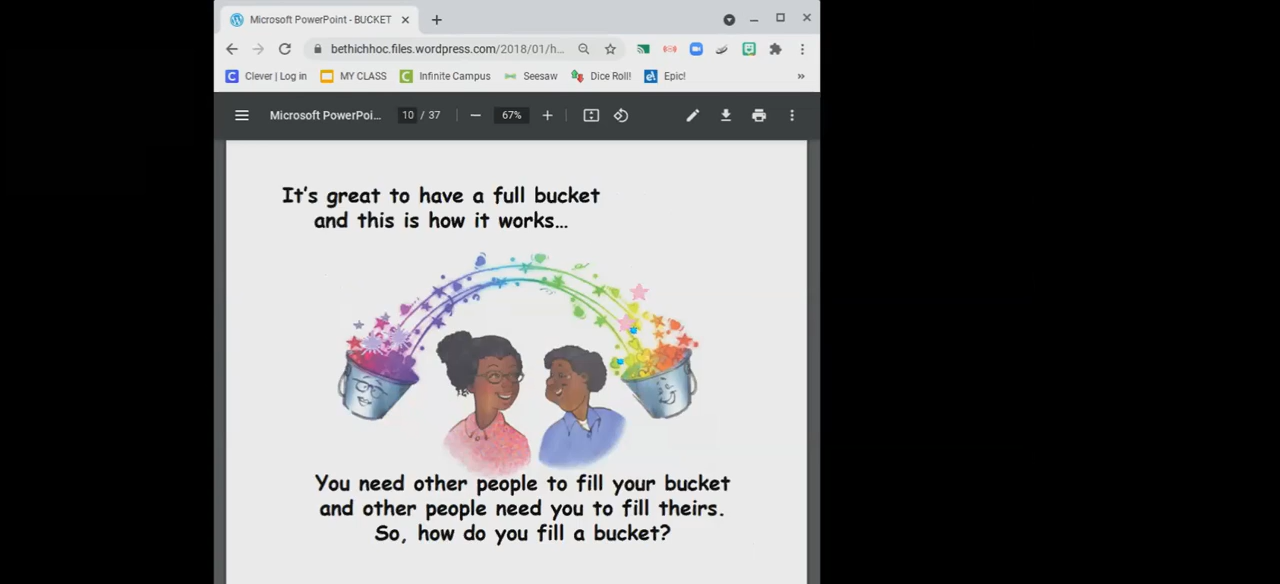 Microsoft PowerPoint - BUCKET
bethichhoc.files.wordpress.com/2018/01/h...
Clever | Log in MY CLASS Infinite Campus Seesaw Dice Roll! Epic! »
Microsoft PowerPoi... 10 / 37 67%
It's great to have a full bucket
and this is how it works...
You need other people to fill your bucket
and other people need you to fill theirs.
So, how do you fill a bucket?